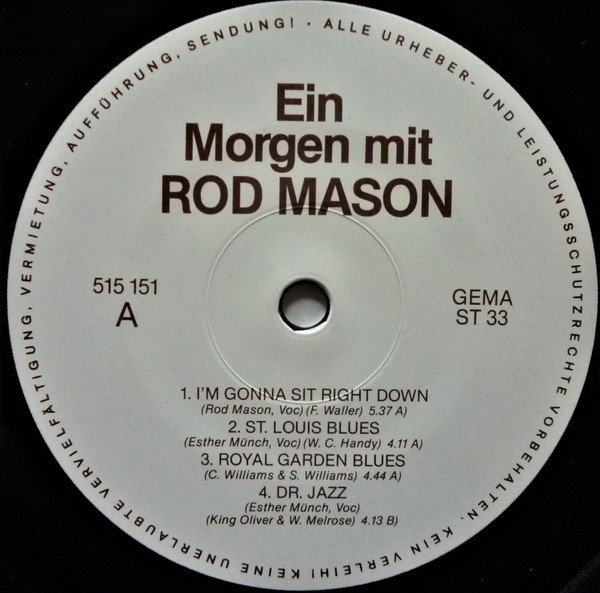 Ein
Morgen mit
ROD MASON
515 151
A
GEMA
ST 33
1. I'M GONNA SIT RIGHT DOWN
(Rod Mason, Voc) (F. Waller) 5.37 A)
2. ST. LOUIS BLUES
(Esther Münch, Voc) (W. C. Handy) 4.11 A)
3. ROYAL GARDEN BLUES
(C. Williams & S. Williams) 4.44 A)
4. DR. JAZZ
(Esther Münch, Voc)
(King Oliver & W. Melrose) 4.13 B)
ALLE URHEBER- UND LEISTUNGSSCHUTZRECHTE VORBEHALTEN. KEIN VERLEIH! KEINE UNERLAUBTE VERVIELFÄLTIGUNG, VERMIETUNG, AUFFÜHRUNG, SENDUNG! ·